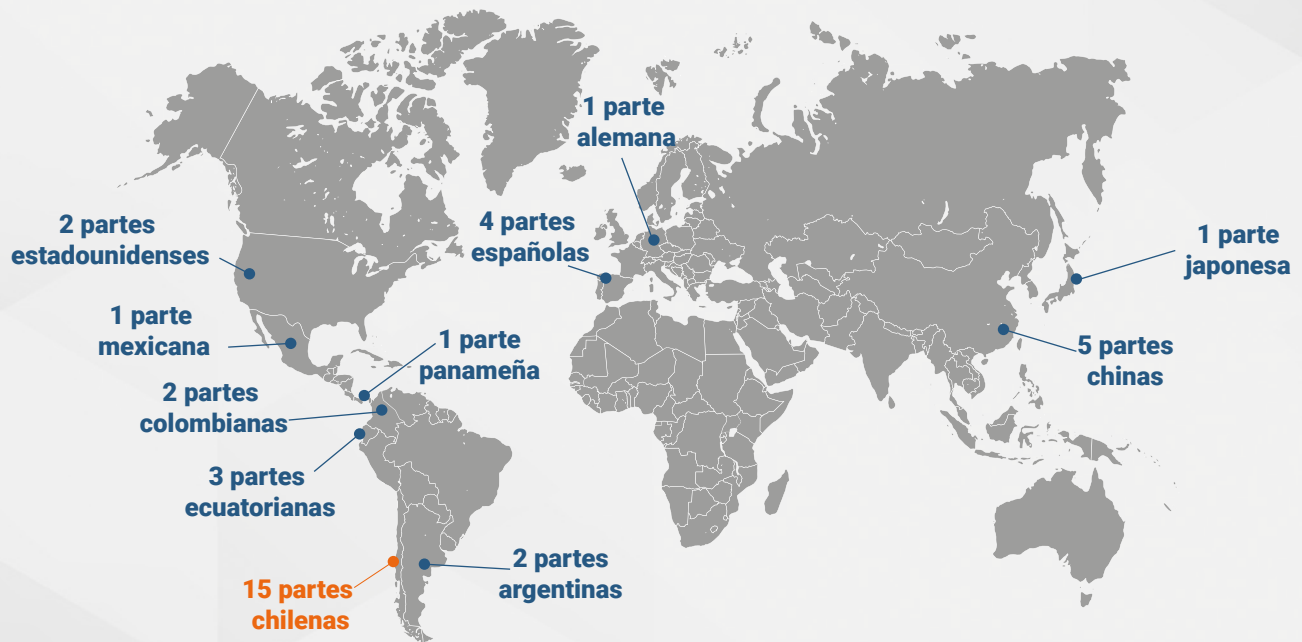 1 parte
alemana
2 partes
estadounidenses
4 partes
españolas
1 parte
japonesa
1 parte
mexicana
1 parte
panameña
5 partes
chinas
2 partes
colombianas
3 partes
ecuatorianas
2 partes
argentinas
15 partes
chilenas